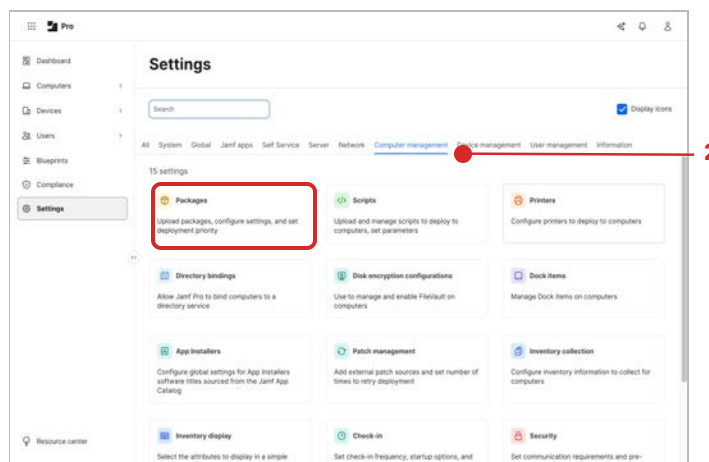 Pro
Dashboard
Computers
Devices
Users
Blueprints
Compliance
Settings
Resource center
Settings
Search
Display icons
All System Global Jamf apps Self Service Server Network Computer management Device management User management Information
15 settings
Packages
Upload packages, configure settings, and set
deployment priority
Scripts
Upload and manage scripts to deploy to
computers, set parameters
Printers
Configure printers to deploy to computers
Directory bindings
Allow Jamf Pro to bind computers to a
directory service
Disk encryption configurations
Use to manage and enable FileVault on
computers
Dock items
Manage Dock items on computers
App Installers
Configure global settings for App Installers
software titles sourced from the Jamf App
Catalog
Patch management
Add external patch sources and set number of
times to retry deployment
Inventory collection
Configure inventory information to collect for
computers
Inventory display
Select the attributes to display in a simple
Check-in
Set check-in frequency, startup options, and
Security
Set communication requirements and pre-